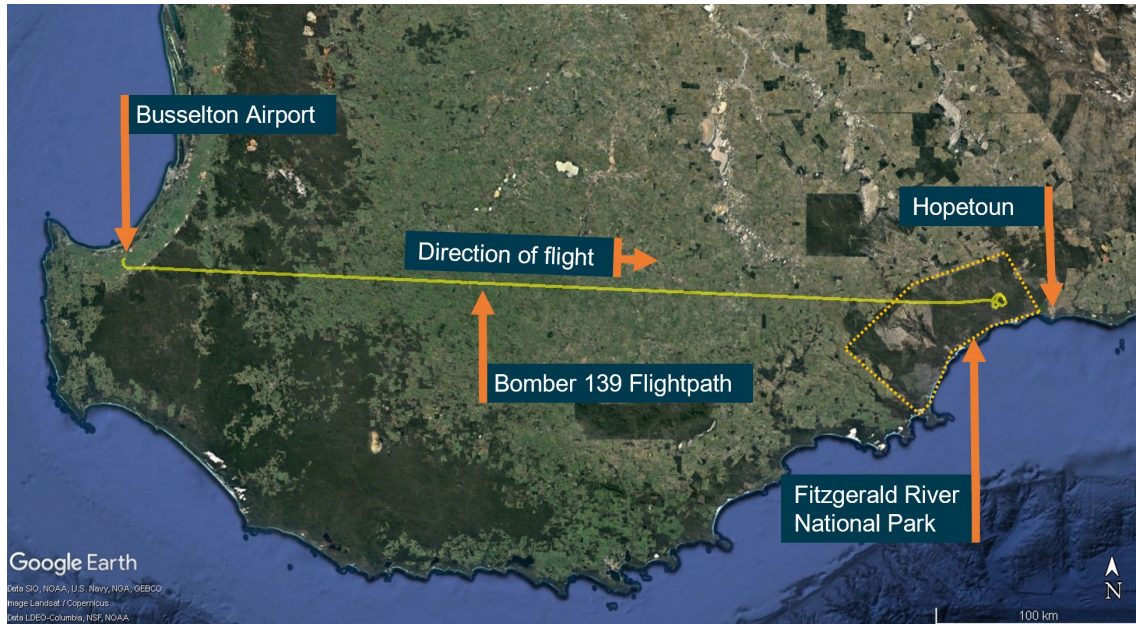 Busselton Airport
Hopetoun
Direction of flight
Bomber 139 Flightpath
Fitzgerald River
National Park
Google Earth
Data SIO, NOAA, U.S. Navy, NGA, GEBCO
Image Landsat / Copernicus
Data LDEO-Columbia, NSF, NOAA
N
100 km